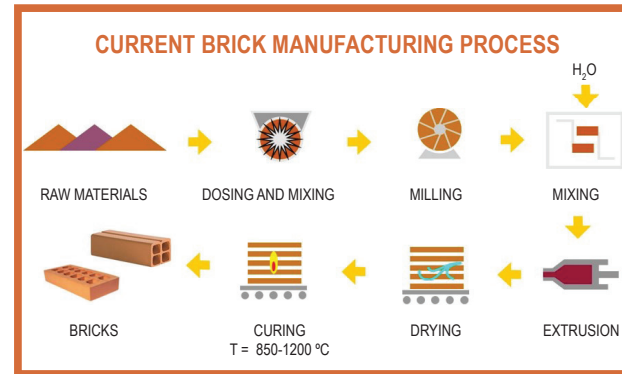 CURRENT BRICK MANUFACTURING PROCESS
H₂O
RAW MATERIALS
DOSING AND MIXING
MILLING
MIXING
BRICKS
CURING
T = 850-1200 ºC
DRYING
EXTRUSION